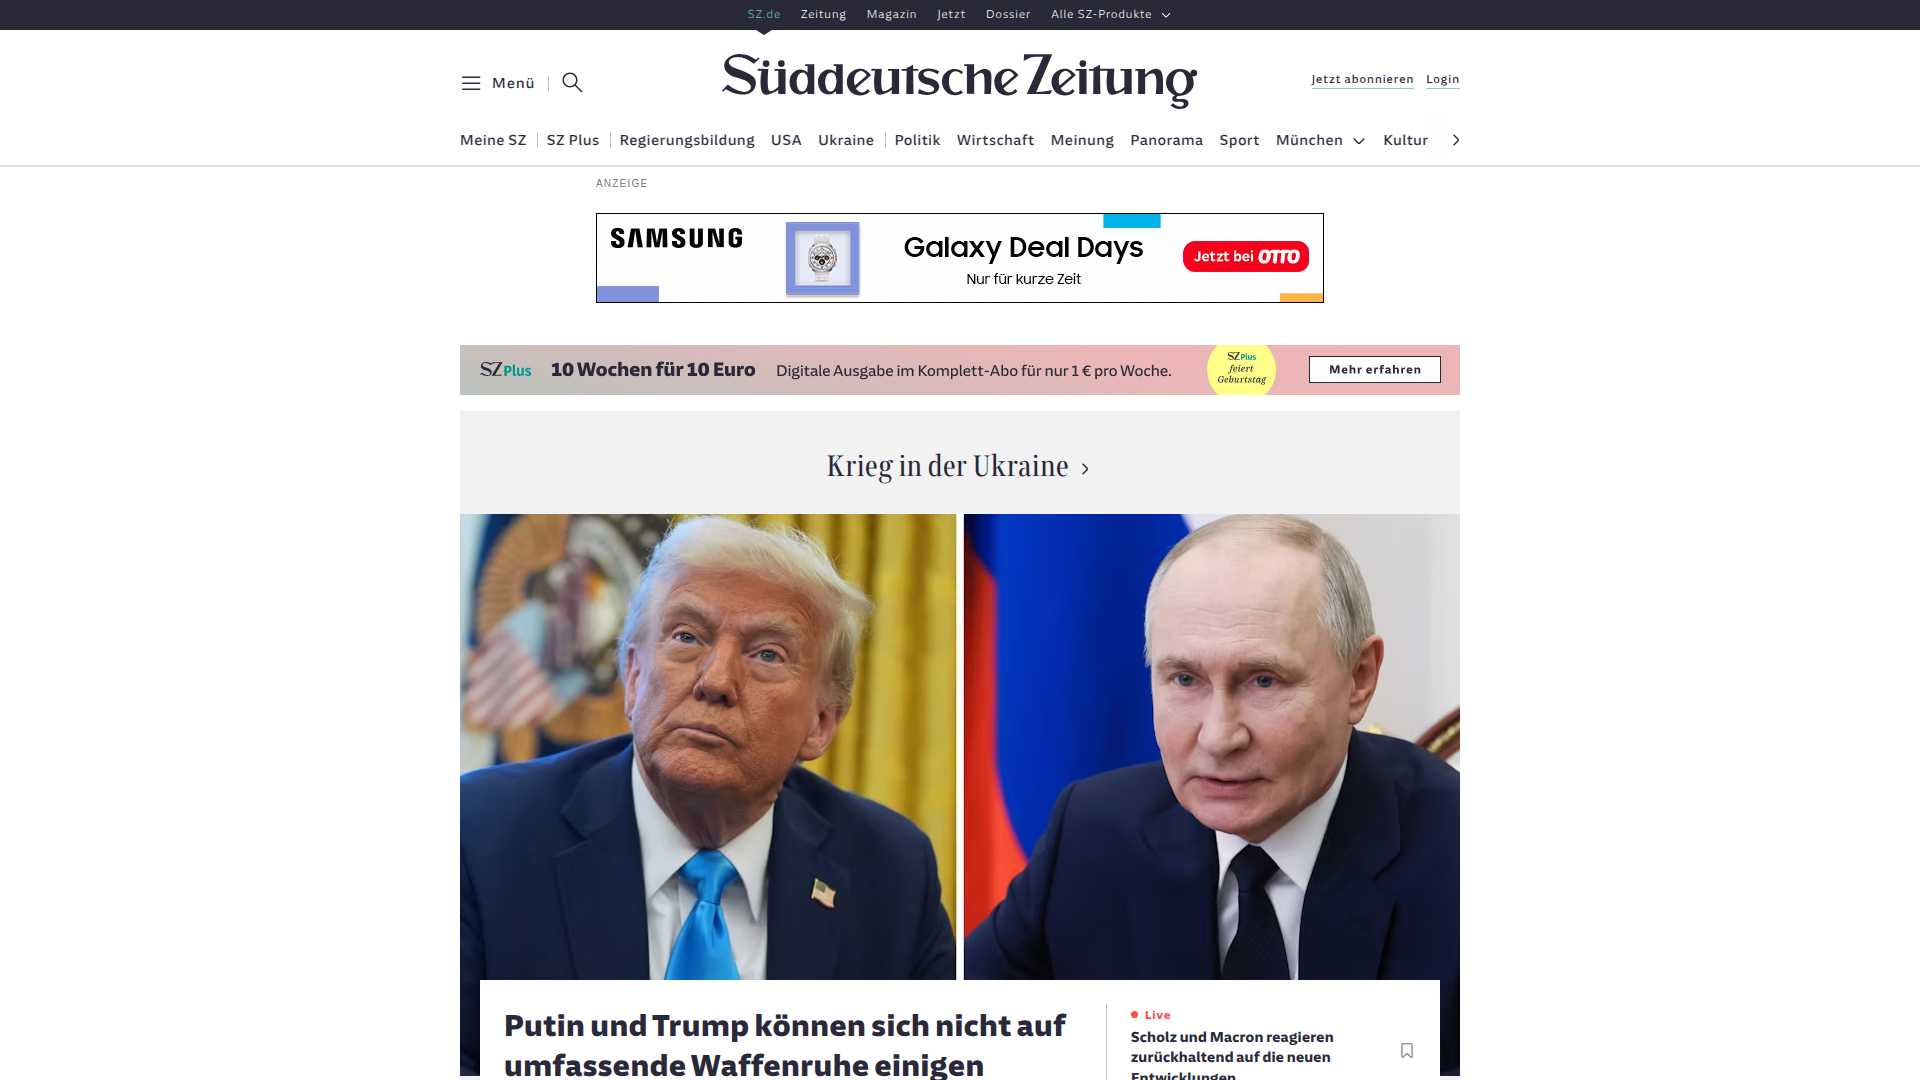 SZ.de Zeitung Magazin Jetzt Dossier Alle SZ-Produkte
Menü
Süddeutsche Zeitung
Jetzt abonnieren Login
Meine SZ SZ Plus Regierungsbildung USA Ukraine Politik Wirtschaft Meinung Panorama Sport München Kultur
ANZEIGE
SAMSUNG
Galaxy Deal Days
Nur für kurze Zeit
Jetzt bei OTTO
SZ Plus 10 Wochen für 10 Euro Digitale Ausgabe im Komplett-Abo für nur 1 € pro Woche.
SZ Plus
feiert
Geburtstag
Mehr erfahren
Krieg in der Ukraine
Putin und Trump können sich nicht auf
umfassende Waffenruhe einigen
Live
Scholz und Macron reagieren
zurückhaltend auf die neuen
Entwicklungen